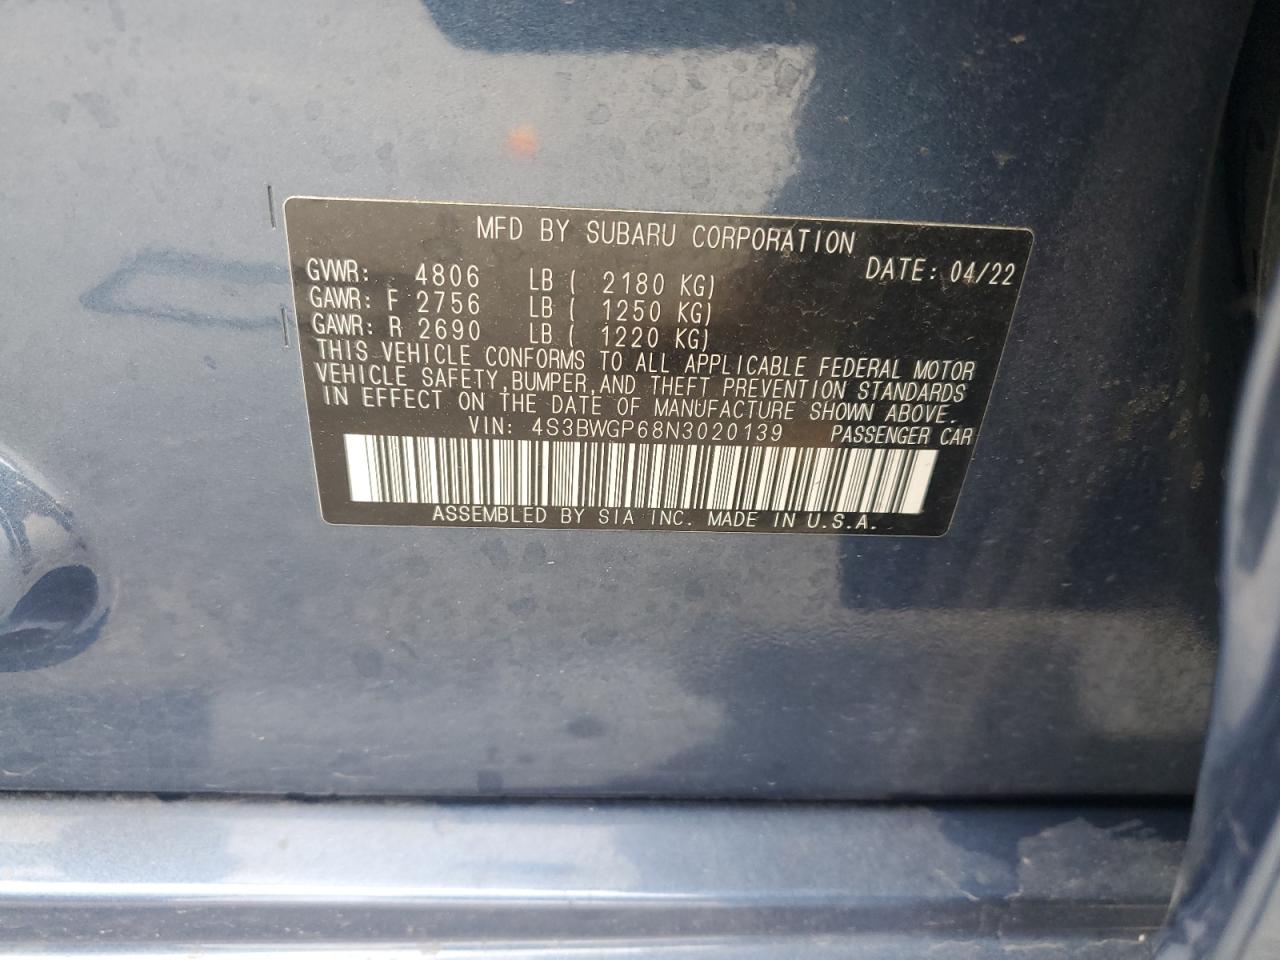 MFD BY SUBARU CORPORATION
DATE: 04/22
GVWR: 4806 LB ( 2180 KG)
GAWR: F 2756 LB ( 1250 KG)
GAWR: R 2690 LB ( 1220 KG)
THIS VEHICLE CONFORMS TO ALL APPLICABLE FEDERAL MOTOR
VEHICLE SAFETY, BUMPER, AND THEFT PREVENTION STANDARDS
IN EFFECT ON THE DATE OF MANUFACTURE SHOWN ABOVE.
VIN: 4S3BWGP68N3020139 PASSENGER CAR
ASSEMBLED BY SIA INC. MADE IN U.S.A.